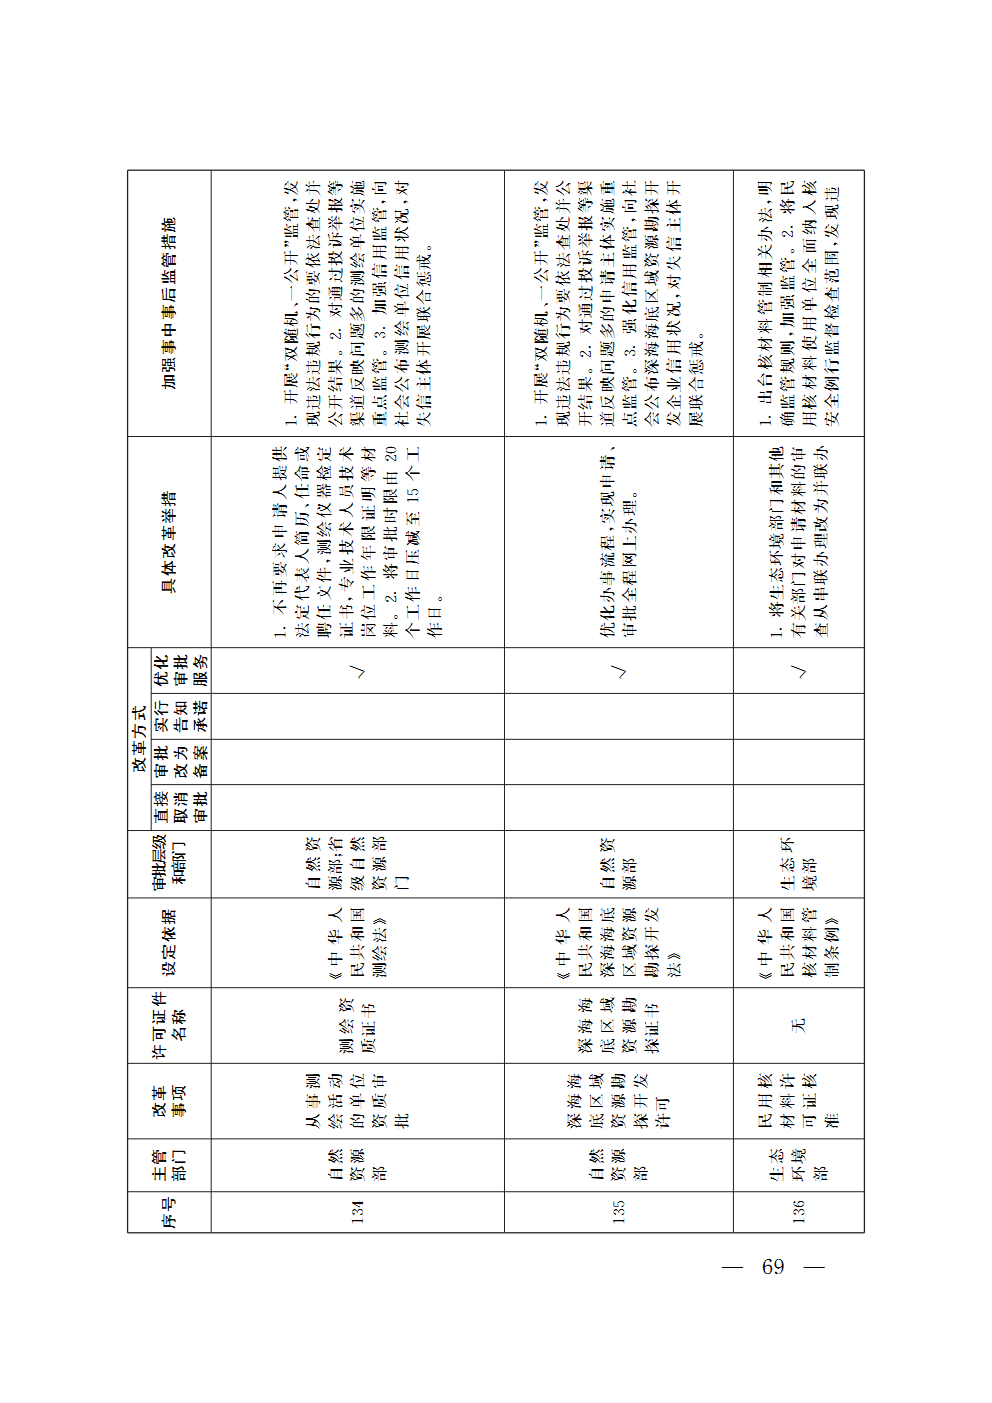 序号
主管
部门
改革
事项
许可证件
名称
设定依据
审批层级
和部门
改革方式
直接
取消
审批
审批
改为
备案
实行
告知
承诺
优化
审批
服务
具体改革举措
加强事中事后监管措施
134
自然
资源
部
从事测
绘活动
的单位
资质审
批
测绘资
质证书
《中华人
民共和国
测绘法》
自然资
源部;省
级自然
资源部
门
√
1. 不再要求申请人提供
法定代表人简历、任命或
聘任文件,测绘仪器检定
证书,专业技术人员技术
岗位工作年限证明等材
料。2. 将审批时限由 20
个工作日压减至 15 个工
作日。
1. 开展“双随机、一公开”监管,发
现违法违规行为的要依法查处并
公开结果。2. 对通过投诉举报等
渠道反映问题多的测绘单位实施
重点监管。3. 加强信用监管,向
社会公布测绘单位信用状况,对
失信主体开展联合惩戒。
135
自然
资源
部
深海海
底区域
资源勘
探开发
许可
深海海
底区域
资源勘
探证书
《中华人
民共和国
深海海底
区域资源
勘探开发
法》
自然资
源部
√
优化办事流程,实现申请、
审批全程网上办理。
1. 开展“双随机、一公开”监管,发
现违法违规行为要依法查处并公
开结果。2. 对通过投诉举报等渠
道反映问题多的申请主体实施重
点监管。3. 强化信用监管,向社
会公布深海海底区域资源勘探开
发企业信用状况,对失信主体开
展联合惩戒。
136
生态
环境
部
民用核
材料许
可证核
准
无
《中华人
民共和国
核材料管
制条例》
生态环
境部
√
1. 将生态环境部门和其他
有关部门对申请材料的审
查从串联办理改为并联办
1. 出台核材料管制相关办法,明
确监管规则,加强监管。2. 将民
用核材料使用单位全面纳入核
安全例行监督检查范围,发现违
— 69 —